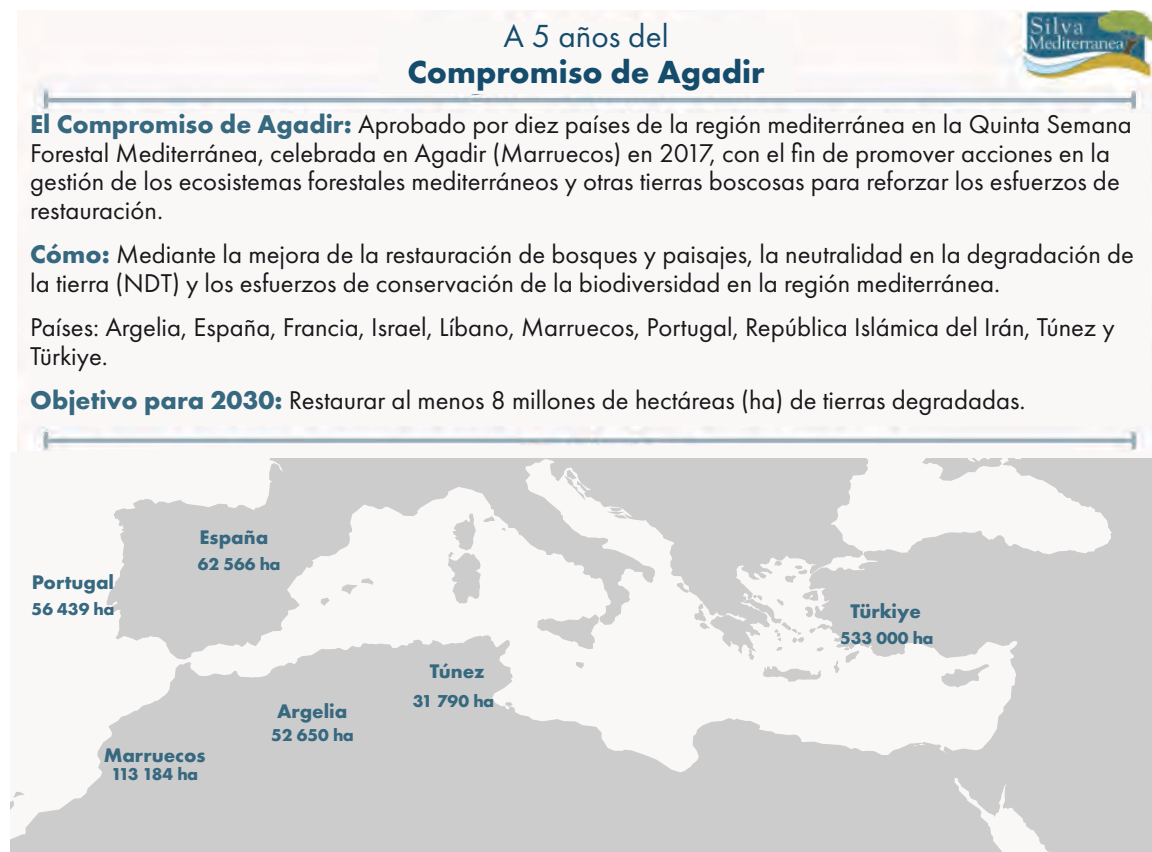 A 5 años del
Compromiso de Agadir
Silva
Mediterranea
El Compromiso de Agadir: Aprobado por diez países de la región mediterránea en la Quinta Semana
Forestal Mediterránea, celebrada en Agadir (Marruecos) en 2017, con el fin de promover acciones en la
gestión de los ecosistemas forestales mediterráneos y otras tierras boscosas para reforzar los esfuerzos de
restauración.
Cómo: Mediante la mejora de la restauración de bosques y paisajes, la neutralidad en la degradación de
la tierra (NDT) y los esfuerzos de conservación de la biodiversidad en la región mediterránea.
Países: Argelia, España, Francia, Israel, Líbano, Marruecos, Portugal, República Islámica del Irán, Túnez y
Türkiye.
Objetivo para 2030: Restaurar al menos 8 millones de hectáreas (ha) de tierras degradadas.
España
62 566 ha
Portugal
56 439 ha
Türkiye
533 000 ha
Túnez
31 790 ha
Argelia
52 650 ha
Marruecos
113 184 ha